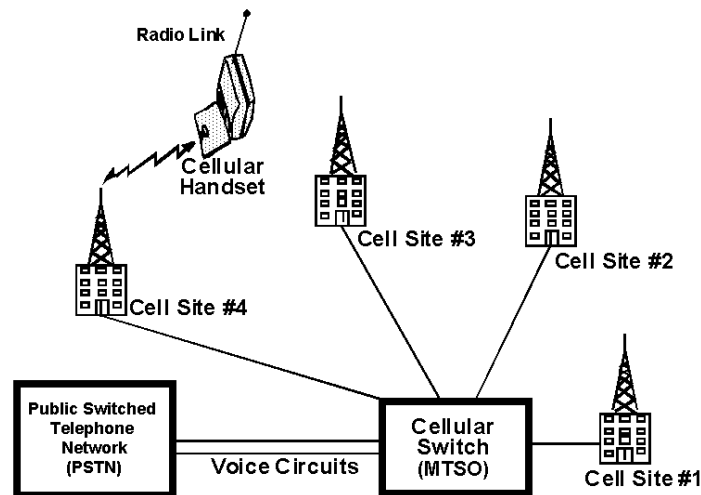 Radio Link
Cellular
Handset
Cell Site #3
Cell Site #2
Cell Site #4
Public Switched
Telephone
Network
(PSTN)
Voice Circuits
Cellular
Switch
(MTSO)
Cell Site #1